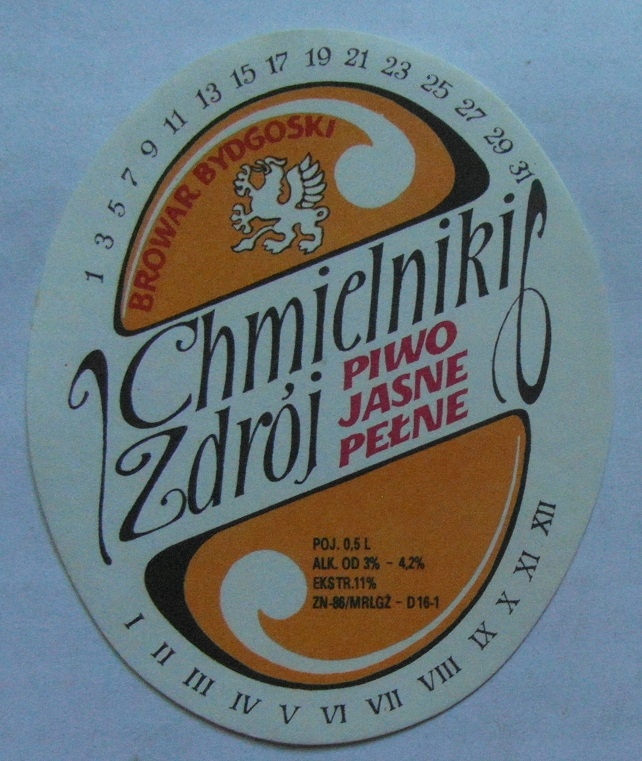 1 3 5 7 9 11 13 15 17 19 21 23 25 27 29 31
BROWAR BYDGOSKI
Chmielniki
Zdrój
PIWO
JASNE
PEŁNE
POJ. 0,5 L
ALK. OD 3% - 4,2%
EKSTR.11%
ZN-86/MRLGŻ - D16-1
I II III IV V VI VII VIII IX X XI XII